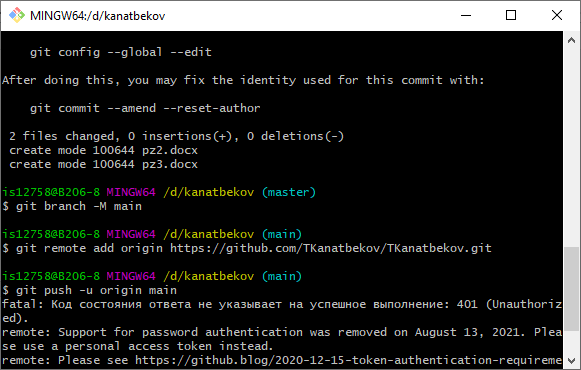 MINGW64:/d/kanatbekov
git config --global --edit
After doing this, you may fix the identity used for this commit with:
git commit --amend --reset-author
2 files changed, 0 insertions(+), 0 deletions(-)
create mode 100644 pz2.docx
create mode 100644 pz3.docx
is12758@B206-8 MINGW64 /d/kanatbekov (master)
$ git branch -M main
is12758@B206-8 MINGW64 /d/kanatbekov (main)
$ git remote add origin https://github.com/TKanatbekov/TKanatbekov.git
is12758@B206-8 MINGW64 /d/kanatbekov (main)
$ git push -u origin main
fatal: Код состояния ответа не указывает на успешное выполнение: 401 (Unauthoriz
ed).
remote: Support for password authentication was removed on August 13, 2021. Plea
se use a personal access token instead.
remote: Please see https://github.blog/2020-12-15-token-authentication-requireme